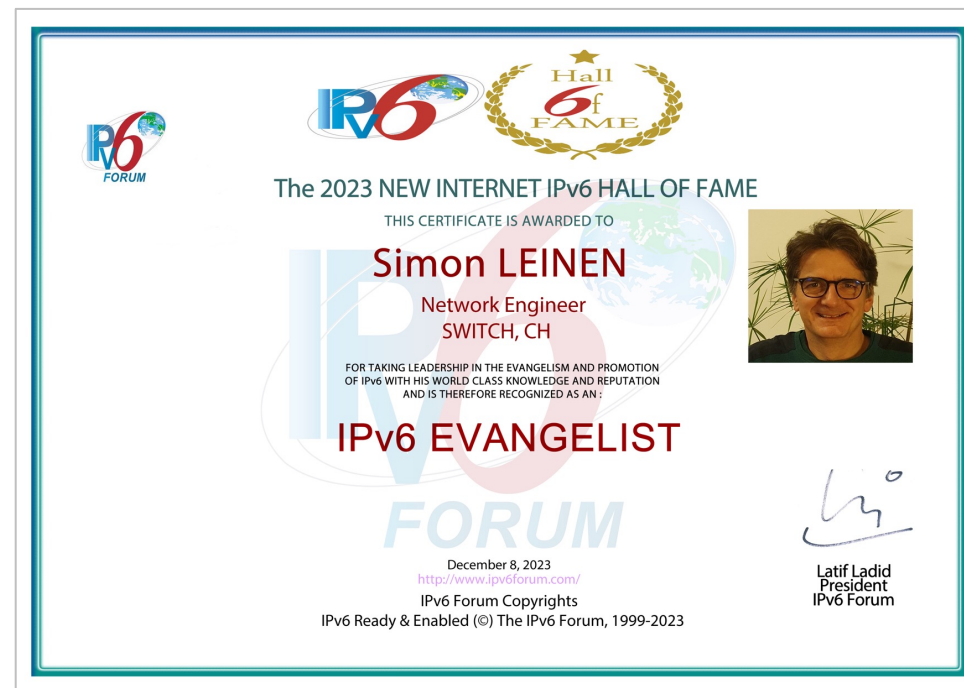 IPv6
FORUM
IPv6
Hall
6f
FAME
The 2023 NEW INTERNET IPv6 HALL OF FAME
THIS CERTIFICATE IS AWARDED TO
Simon LEINEN
Network Engineer
SWITCH, CH
FOR TAKING LEADERSHIP IN THE EVANGELISM AND PROMOTION
OF IPv6 WITH HIS WORLD CLASS KNOWLEDGE AND REPUTATION
AND IS THEREFORE RECOGNIZED AS AN :
IPv6 EVANGELIST
IPv6
FORUM
December 8, 2023
http://www.ipv6forum.com/
IPv6 Forum Copyrights
IPv6 Ready & Enabled (©) The IPv6 Forum, 1999-2023
Latif Ladid
President
IPv6 Forum